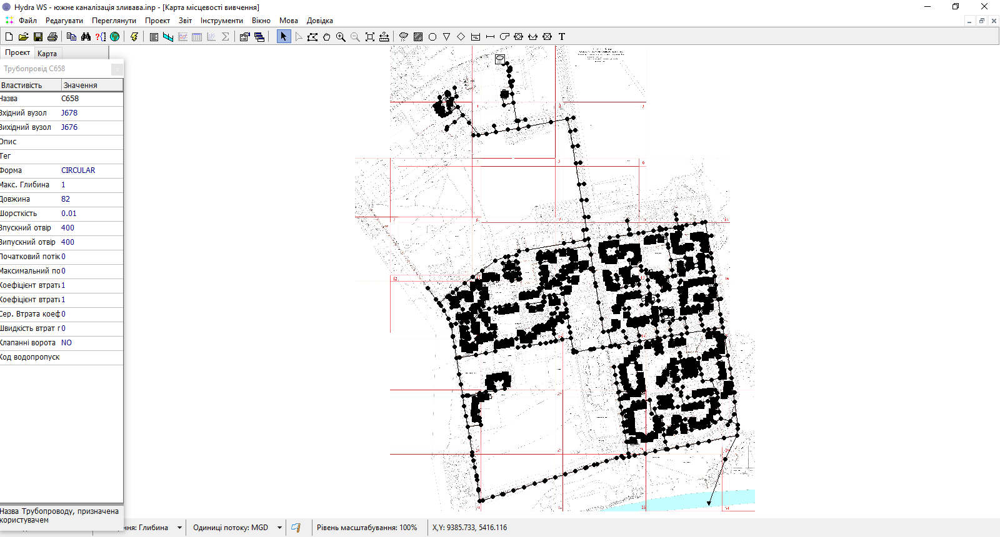 Hydra WS - южне каналізація зливава.inp - [Карта місцевості вивчення]
Файл Редагувати Переглянути Проект Звіт Інструменти Вікно Мова Довідка
Проект Карта
Трубопровід C658
Властивість Значення
Назва C658
Вхідний вузол J678
Вихідний вузол J676
Опис
Тег
Форма CIRCULAR
Макс. Глибина 1
Довжина 82
Шорсткість 0.01
Впускний отвір 400
Випускний отвір 400
Початковий потік 0
Максимальний по 0
Коефіцієнт втрати 1
Коефіцієнт втрати 1
Сер. Втрата коеф 0
Швидкість втрат г 0
Клапанні ворота NO
Код водопропуск
Назва Трубопроводу, призначена
користувачем
ння: Глибина Одиниці потоку: MGD Рівень масштабування: 100% X,Y: 9385.733, 5416.116